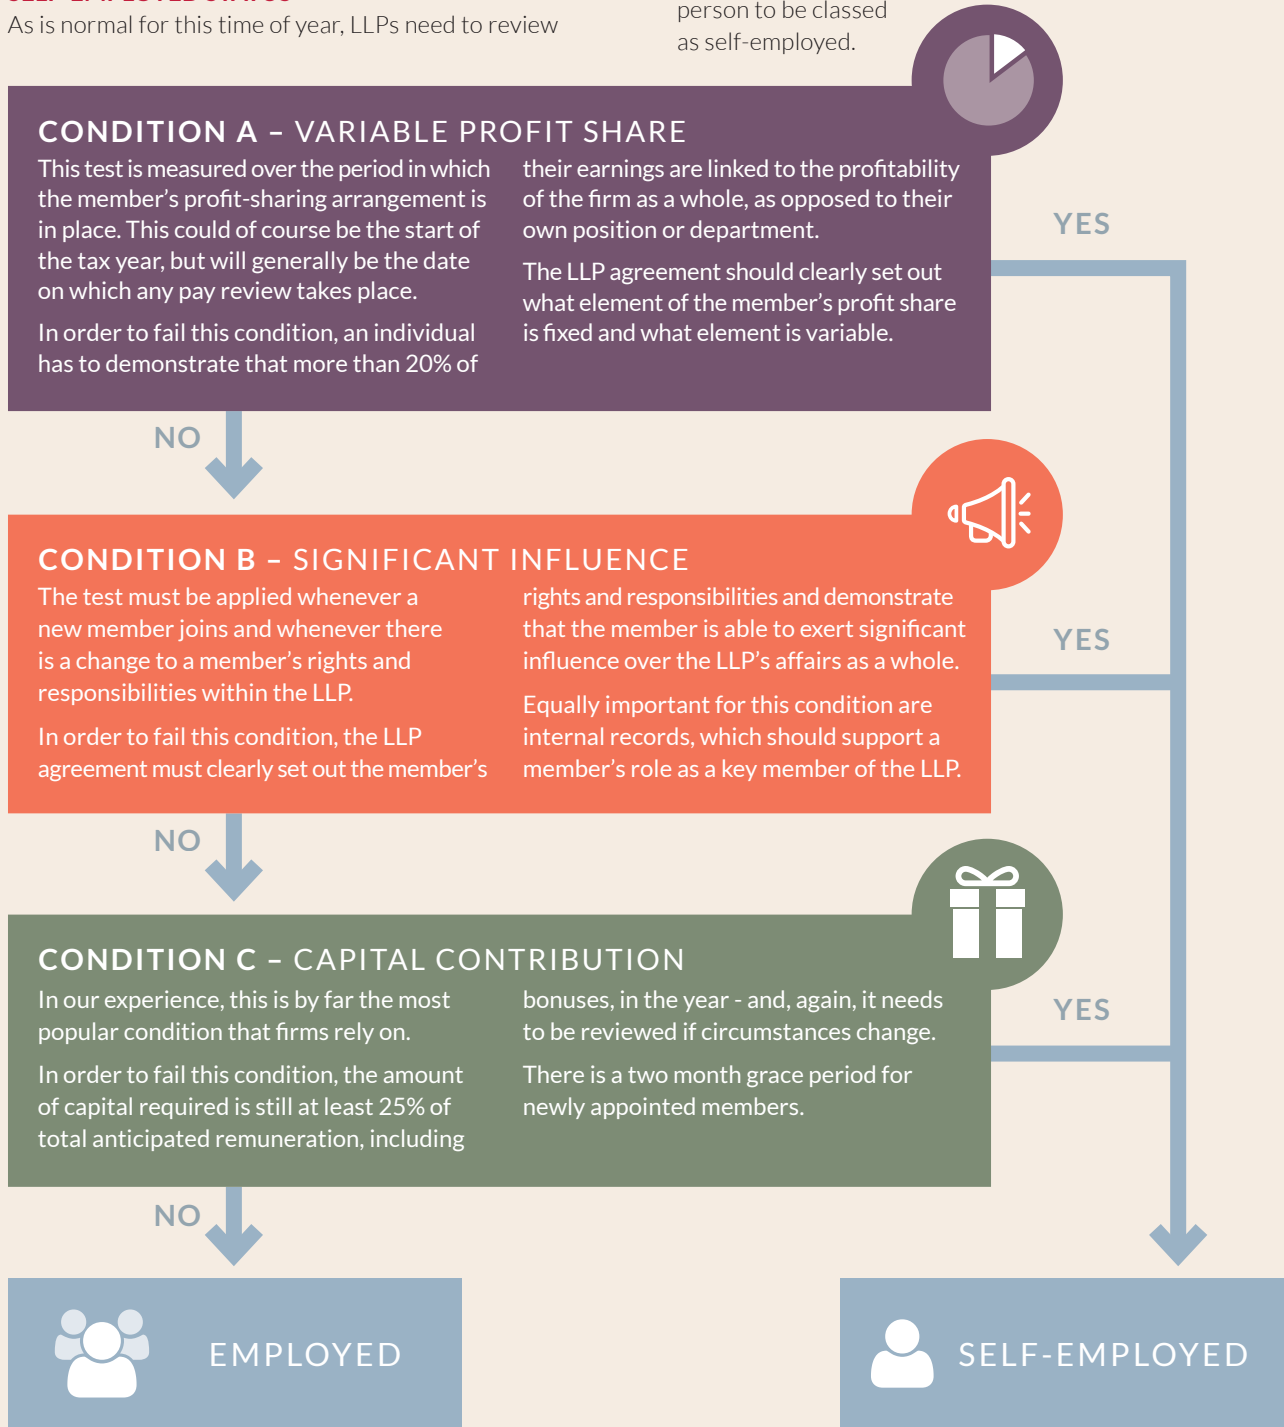 SELF-EMPLOYED STATUS
As is normal for this time of year, LLPs need to review
person to be classed
as self-employed.
CONDITION A – VARIABLE PROFIT SHARE
This test is measured over the period in which
the member's profit-sharing arrangement is
in place. This could of course be the start of
the tax year, but will generally be the date
on which any pay review takes place.
In order to fail this condition, an individual
has to demonstrate that more than 20% of
their earnings are linked to the profitability
of the firm as a whole, as opposed to their
own position or department.
The LLP agreement should clearly set out
what element of the member's profit share
is fixed and what element is variable.
YES
NO
CONDITION B – SIGNIFICANT INFLUENCE
The test must be applied whenever a
new member joins and whenever there
is a change to a member's rights and
responsibilities within the LLP.
In order to fail this condition, the LLP
agreement must clearly set out the member's
rights and responsibilities and demonstrate
that the member is able to exert significant
influence over the LLP's affairs as a whole.
Equally important for this condition are
internal records, which should support a
member's role as a key member of the LLP.
YES
NO
CONDITION C – CAPITAL CONTRIBUTION
In our experience, this is by far the most
popular condition that firms rely on.
In order to fail this condition, the amount
of capital required is still at least 25% of
total anticipated remuneration, including
bonuses, in the year - and, again, it needs
to be reviewed if circumstances change.
There is a two month grace period for
newly appointed members.
YES
NO
EMPLOYED
SELF-EMPLOYED